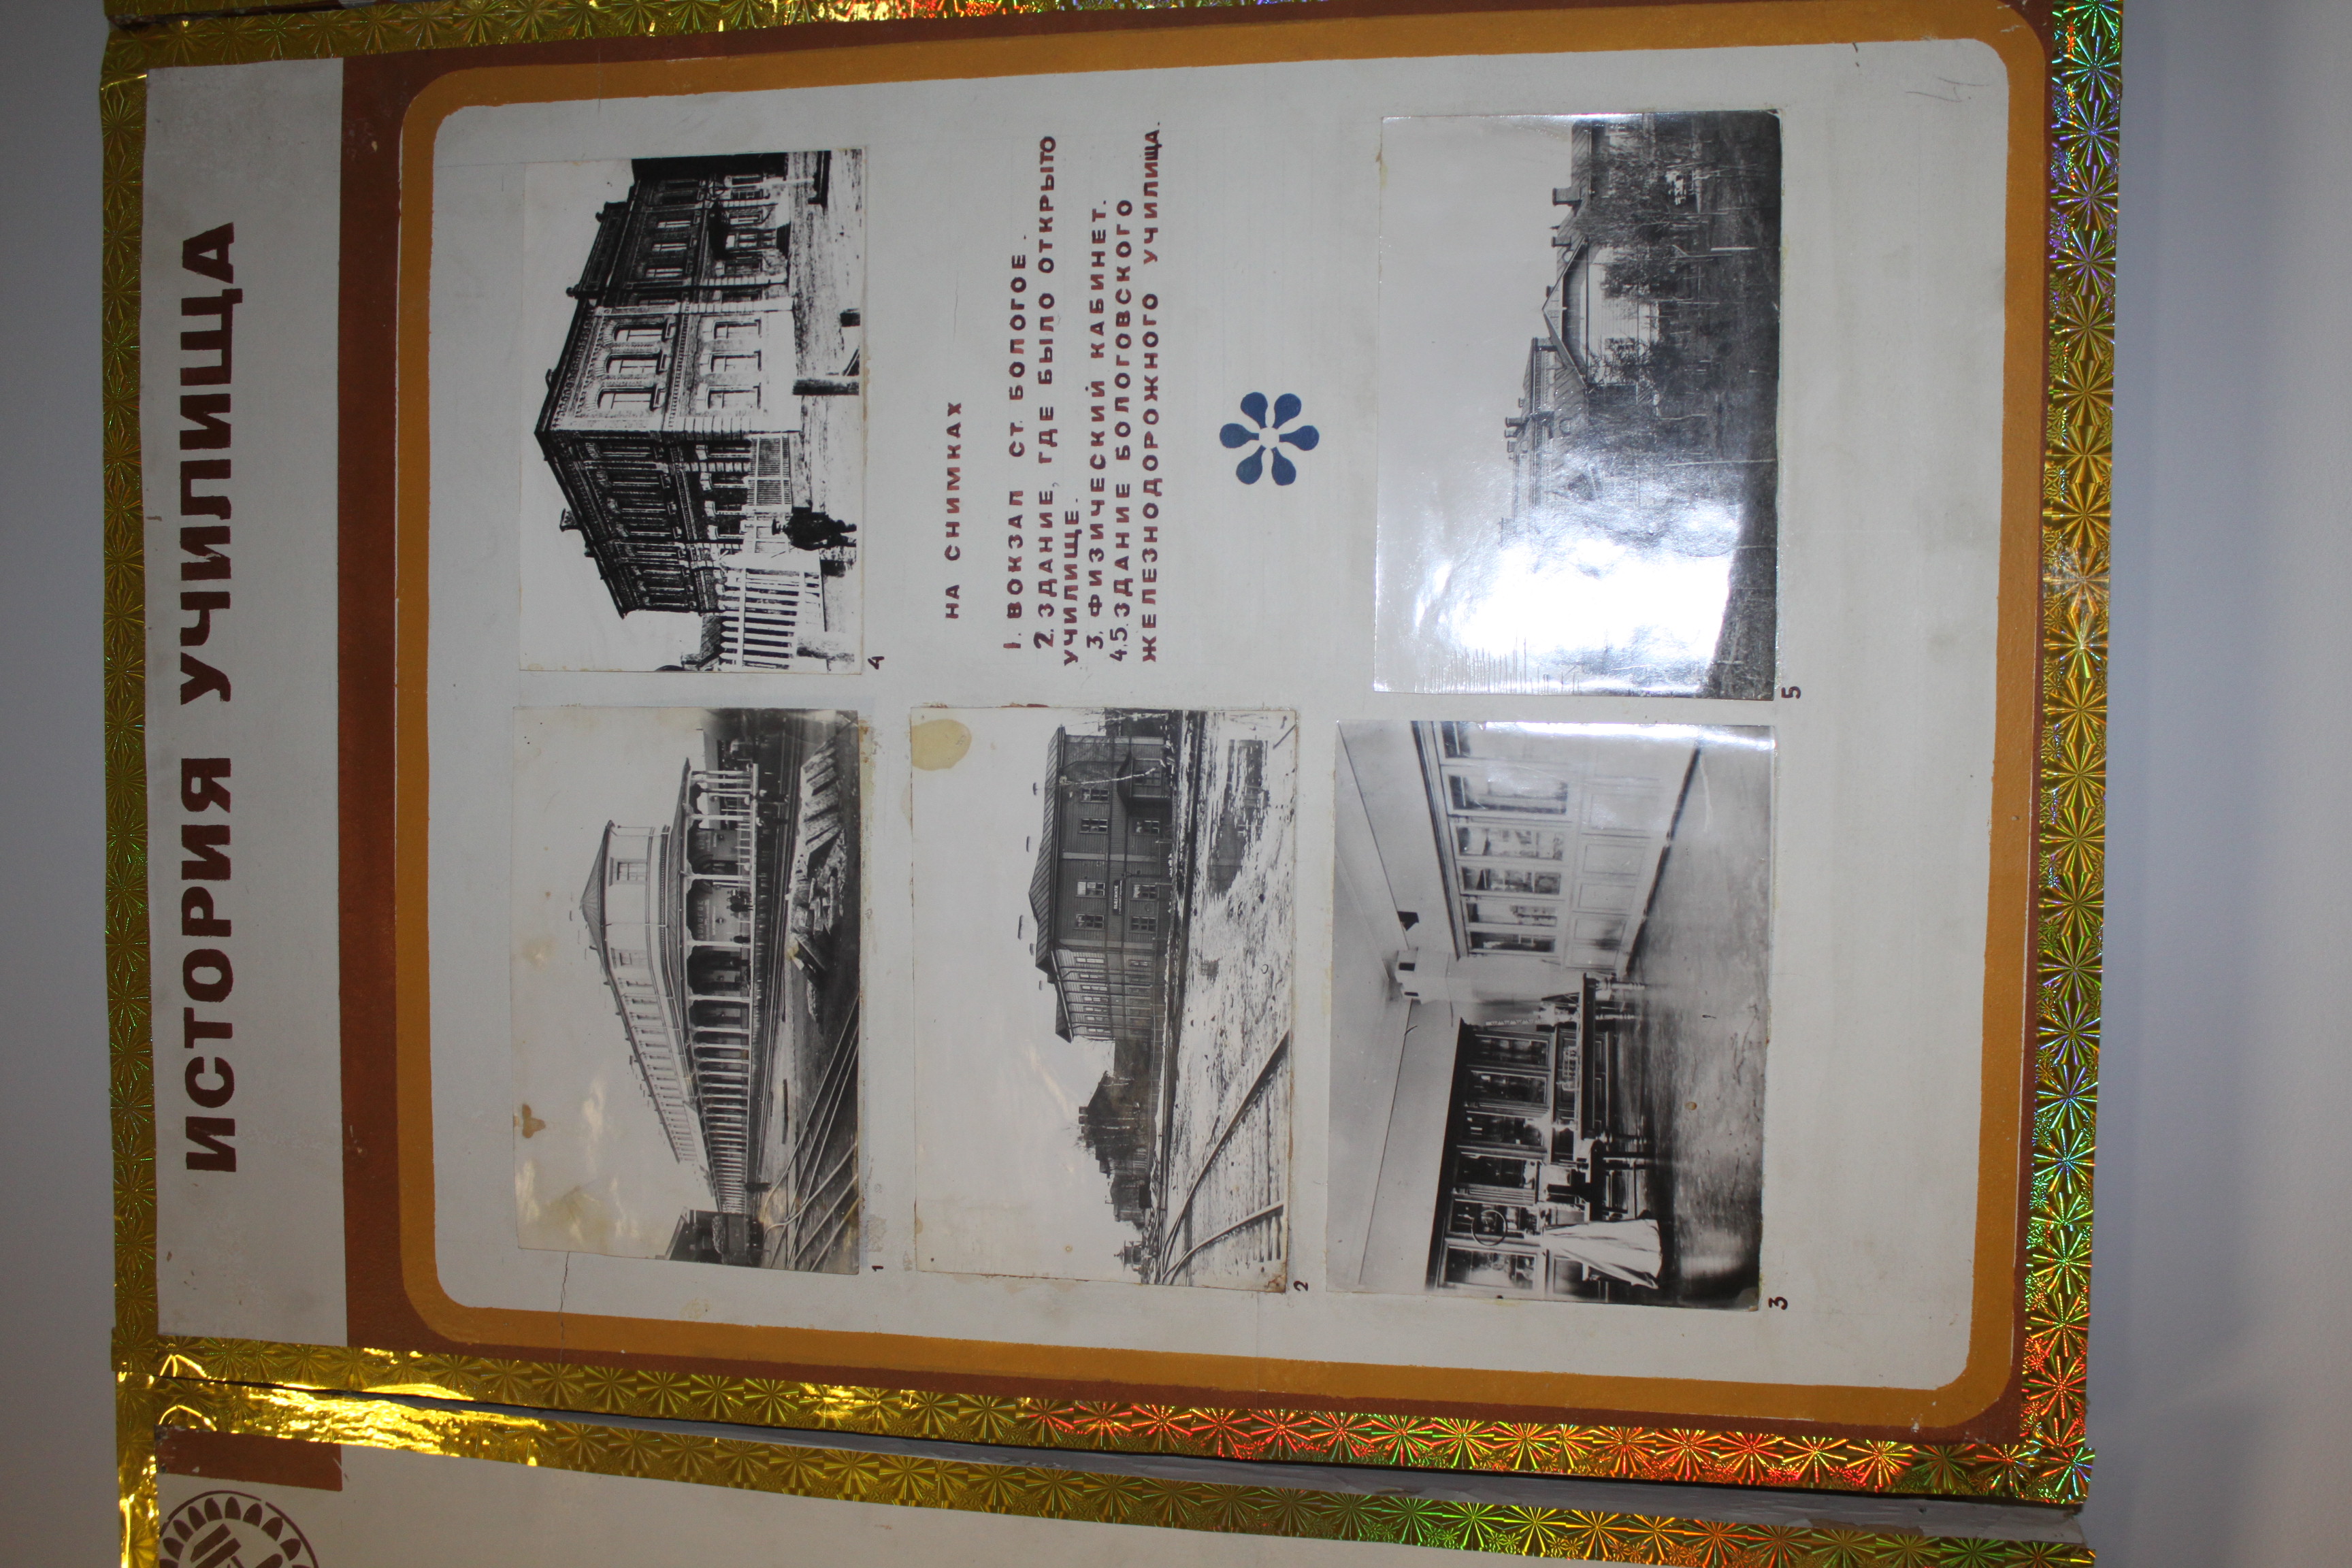 ИСТОРИЯ УЧИЛИЩА
4
НА СНИМКАХ
1. ВОКЗАЛ СТ. БОЛОГОЕ.
2. ЗДАНИЕ, ГДЕ БЫЛО ОТКРЫТО
УЧИЛИЩЕ.
3. ФИЗИЧЕСКИЙ КАБИНЕТ.
4.5. ЗДАНИЕ БОЛОГОВСКОГО
ЖЕЛЕЗНОДОРОЖНОГО УЧИЛИЩА.
1
2
3
5